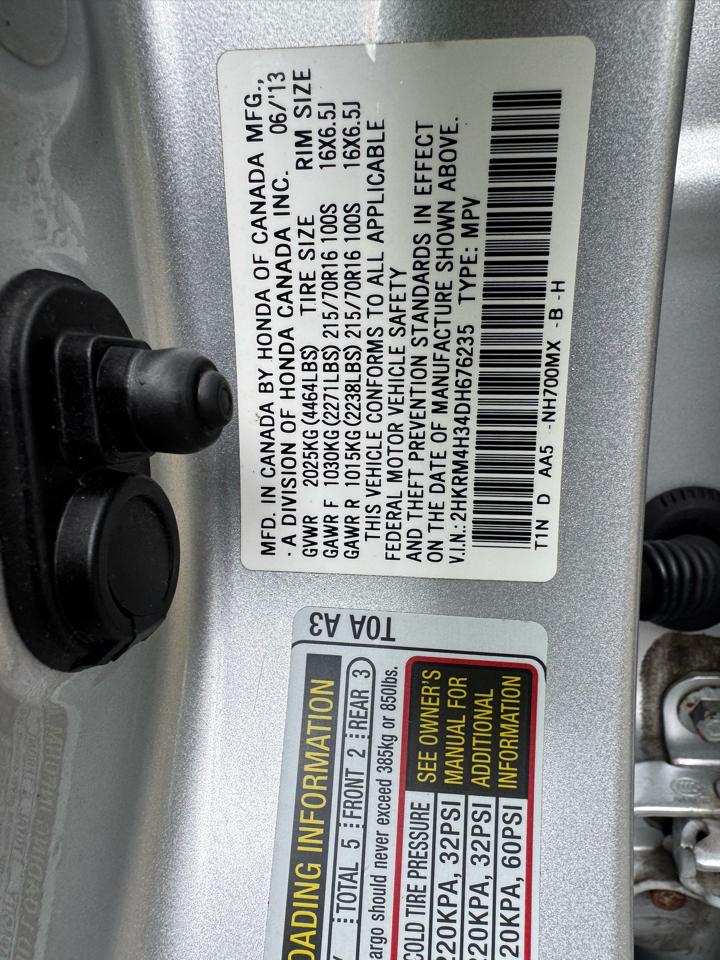 MFD. IN CANADA BY HONDA OF CANADA MFG.,
- A DIVISION OF HONDA CANADA INC. 06/'13
GVWR 2025KG(4464LBS) TIRE SIZE RIM SIZE
GAWR F 1030KG(2271LBS) 215/70R16 100S 16X6.5J
GAWR R 1015KG(2238LBS) 215/70R16 100S 16X6.5J
THIS VEHICLE CONFORMS TO ALL APPLICABLE
FEDERAL MOTOR VEHICLE SAFETY
AND THEFT PREVENTION STANDARDS IN EFFECT
ON THE DATE OF MANUFACTURE SHOWN ABOVE.
V.I.N.: 2HKRM4H34DH676235 TYPE: MPV
T1N D AA5 -NH700MX -B -H
T0A A3
OADING INFORMATION
TOTAL 5 FRONT 2 REAR 3
argo should never exceed 385kg or 850lbs.
COLD TIRE PRESSURE
220KPA, 32PSI
220KPA, 32PSI
20KPA, 60PSI
SEE OWNER'S
MANUAL FOR
ADDITIONAL
INFORMATION